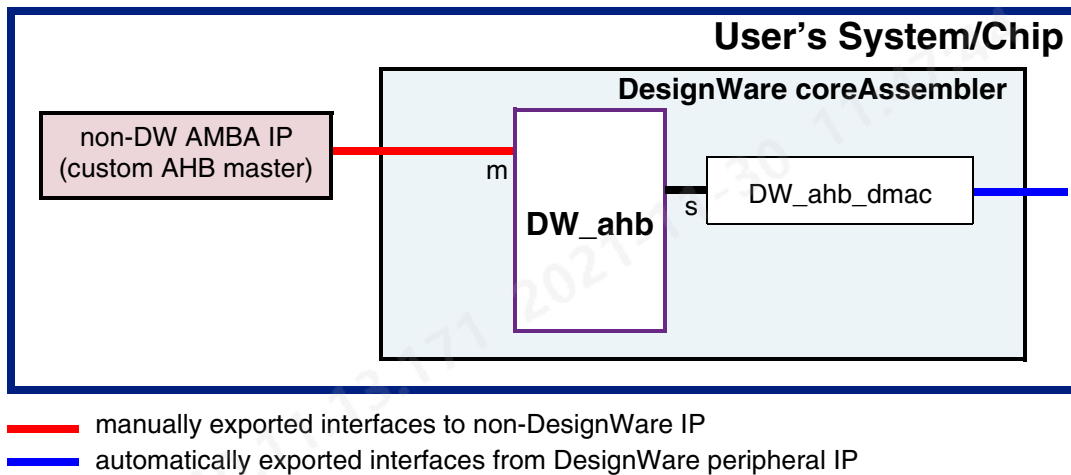 User's System/Chip
DesignWare coreAssembler
non-DW AMBA IP
(custom AHB master)
m
DW_ahb
s
DW_ahb_dmac
manually exported interfaces to non-DesignWare IP
automatically exported interfaces from DesignWare peripheral IP